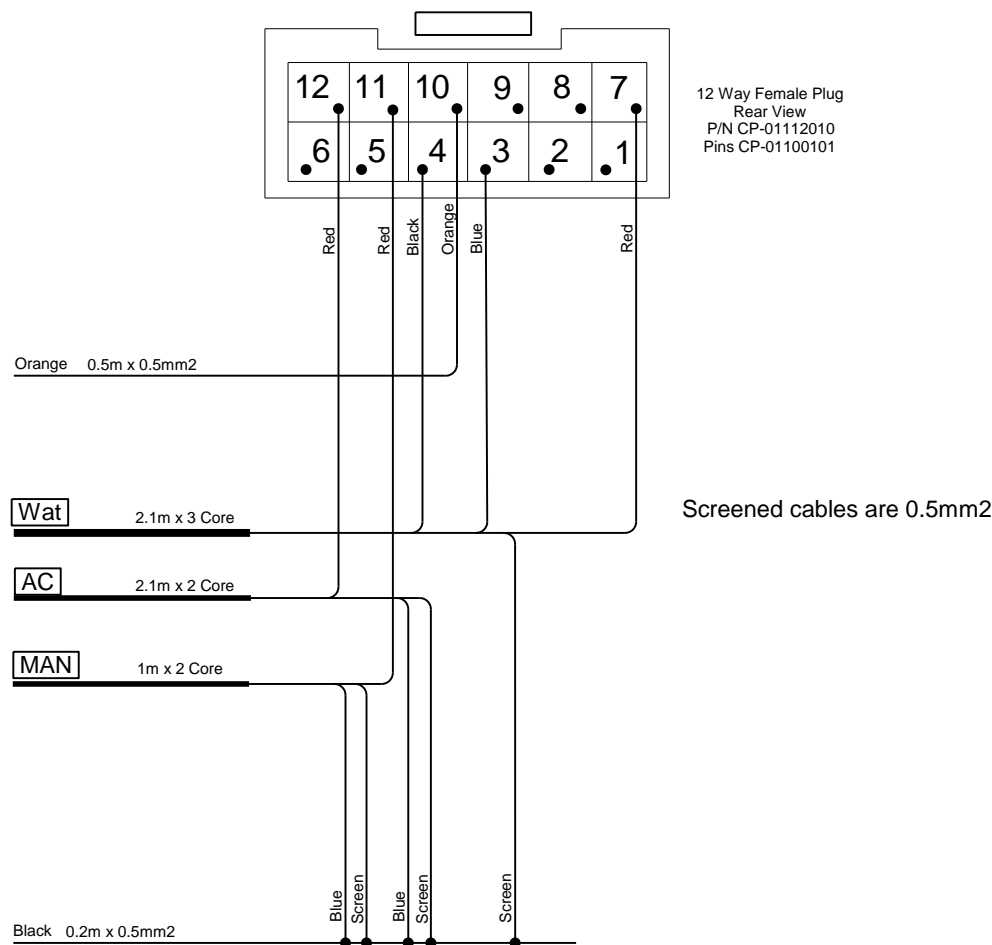 12 11 10 9 8 7
6 5 4 3 2 1
12 Way Female Plug
Rear View
P/N CP-01112010
Pins CP-01100101
Red
Red
Black
Orange
Blue
Red
Orange 0.5m x 0.5mm2
Wat 2.1m x 3 Core
Screened cables are 0.5mm2
AC 2.1m x 2 Core
MAN 1m x 2 Core
Blue
Screen
Blue
Screen
Screen
Black 0.2m x 0.5mm2